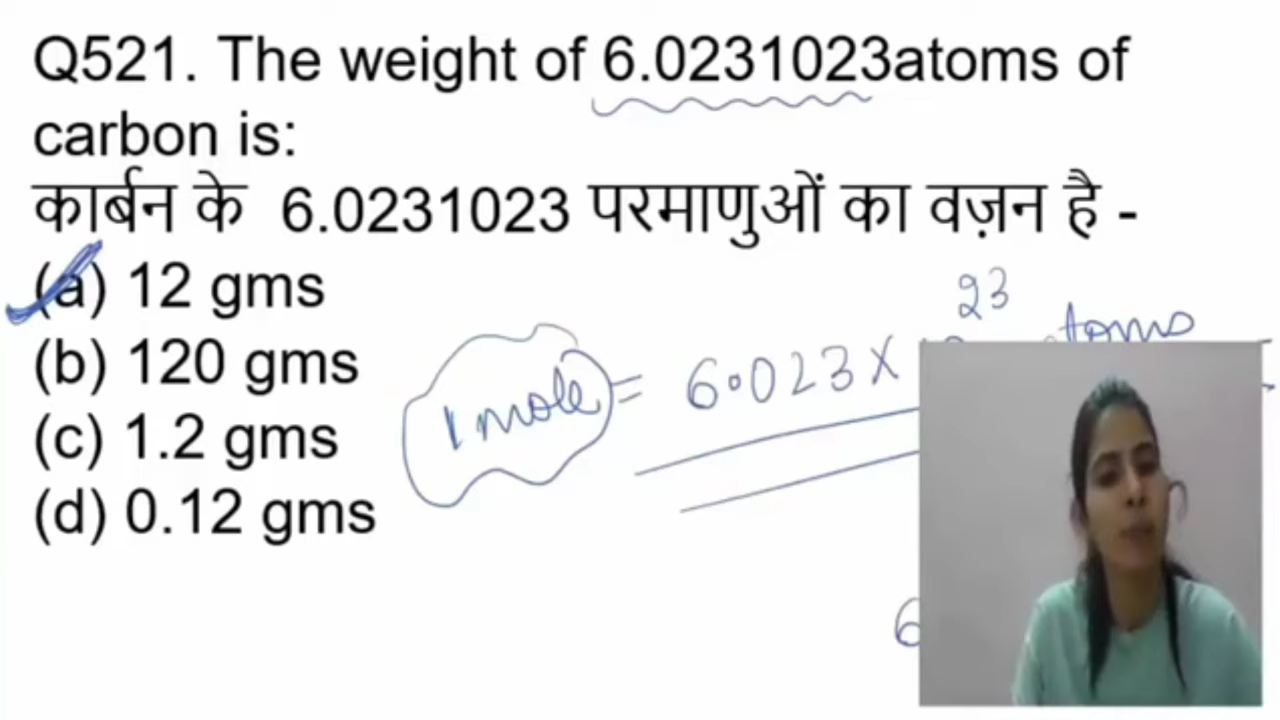 Q521. The weight of 6.0231023atoms of
carbon is:
कार्बन के 6.0231023 परमाणुओं का वज़न है -
(a) 12 gms
(b) 120 gms
(c) 1.2 gms
(d) 0.12 gms
23
1 mole = 6.023 X
6